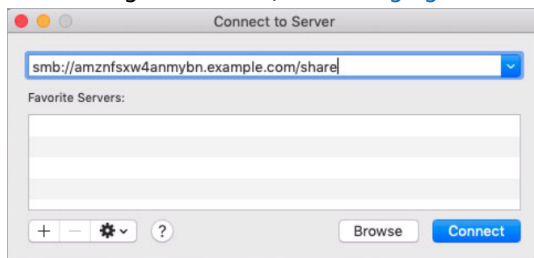 Connect to Server
smb://amznfsxw4anmybn.example.com/share
Favorite Servers:
+ − ?
Browse Connect